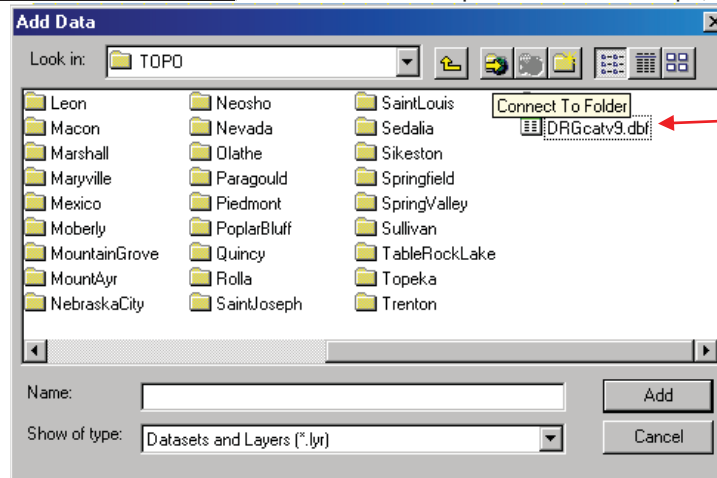 Add Data
Look in: TOPO
Connect To Folder
Leon
Macon
Marshall
Maryville
Mexico
Moberly
MountainGrove
MountAyr
NebraskaCity
Neosho
Nevada
Olathe
Paragould
Piedmont
PoplarBluff
Quincy
Rolla
SaintJoseph
SaintLouis
Sedalia
Sikeston
Springfield
SpringValley
Sullivan
TableRockLake
Topeka
Trenton
DRGcatv9.dbf
Name:
Add
Show of type: Datasets and Layers (*.lyr)
Cancel